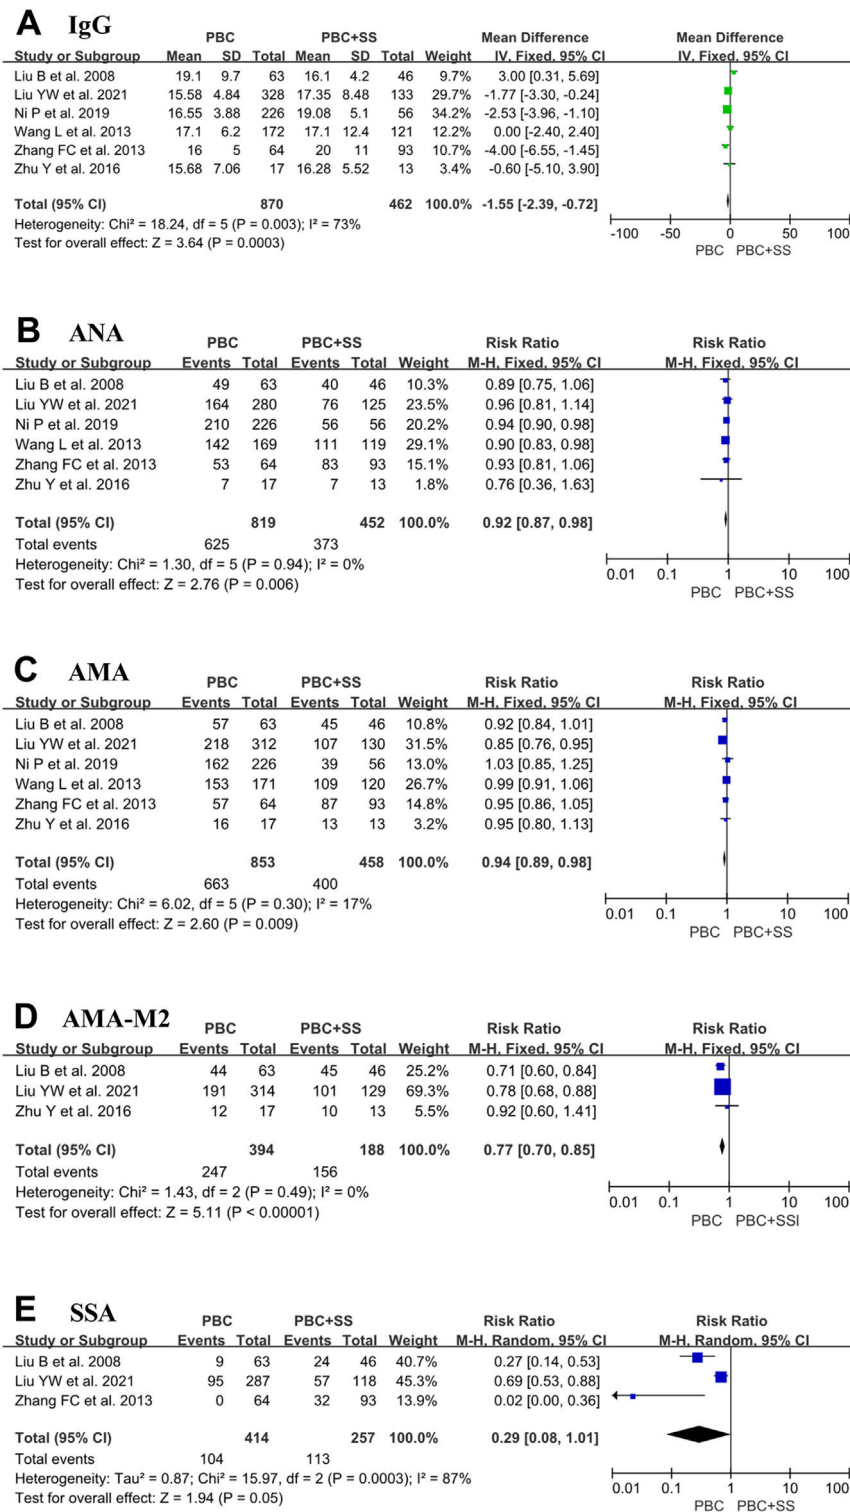 A IgG
PBC PBC+SS Mean Difference Mean Difference
Study or Subgroup Mean SD Total Mean SD Total Weight IV, Fixed, 95% CI IV, Fixed, 95% CI
Liu B et al. 2008 19.1 9.7 63 16.1 4.2 46 9.7% 3.00 [0.31, 5.69]
Liu YW et al. 2021 15.58 4.84 328 17.35 8.48 133 29.7% -1.77 [-3.30, -0.24]
Ni P et al. 2019 16.55 3.88 226 19.08 5.1 56 34.2% -2.53 [-3.96, -1.10]
Wang L et al. 2013 17.1 6.2 172 17.1 12.4 121 12.2% 0.00 [-2.40, 2.40]
Zhang FC et al. 2013 16 5 64 20 11 93 10.7% -4.00 [-6.55, -1.45]
Zhu Y et al. 2016 15.68 7.06 17 16.28 5.52 13 3.4% -0.60 [-5.10, 3.90]
Total (95% CI) 870 462 100.0% -1.55 [-2.39, -0.72]
Heterogeneity: Chi² = 18.24, df = 5 (P = 0.003); I² = 73%
Test for overall effect: Z = 3.64 (P = 0.0003)
-100 -50 0 50 100
PBC PBC+SS
B ANA
PBC PBC+SS Risk Ratio Risk Ratio
Study or Subgroup Events Total Events Total Weight M-H, Fixed, 95% CI M-H, Fixed, 95% CI
Liu B et al. 2008 49 63 40 46 10.3% 0.89 [0.75, 1.06]
Liu YW et al. 2021 164 280 76 125 23.5% 0.96 [0.81, 1.14]
Ni P et al. 2019 210 226 56 56 20.2% 0.94 [0.90, 0.98]
Wang L et al. 2013 142 169 111 119 29.1% 0.90 [0.83, 0.98]
Zhang FC et al. 2013 53 64 83 93 15.1% 0.93 [0.81, 1.06]
Zhu Y et al. 2016 7 17 7 13 1.8% 0.76 [0.36, 1.63]
Total (95% CI) 819 452 100.0% 0.92 [0.87, 0.98]
Total events 625 373
Heterogeneity: Chi² = 1.30, df = 5 (P = 0.94); I² = 0%
Test for overall effect: Z = 2.76 (P = 0.006)
0.01 0.1 1 10 100
PBC PBC+SS
C AMA
PBC PBC+SS Risk Ratio Risk Ratio
Study or Subgroup Events Total Events Total Weight M-H, Fixed, 95% CI M-H, Fixed, 95% CI
Liu B et al. 2008 57 63 45 46 10.8% 0.92 [0.84, 1.01]
Liu YW et al. 2021 218 312 107 130 31.5% 0.85 [0.76, 0.95]
Ni P et al. 2019 162 226 39 56 13.0% 1.03 [0.85, 1.25]
Wang L et al. 2013 153 171 109 120 26.7% 0.99 [0.91, 1.06]
Zhang FC et al. 2013 57 64 87 93 14.8% 0.95 [0.86, 1.05]
Zhu Y et al. 2016 16 17 13 13 3.2% 0.95 [0.80, 1.13]
Total (95% CI) 853 458 100.0% 0.94 [0.89, 0.98]
Total events 663 400
Heterogeneity: Chi² = 6.02, df = 5 (P = 0.30); I² = 17%
Test for overall effect: Z = 2.60 (P = 0.009)
0.01 0.1 1 10 100
PBC PBC+SS
D AMA-M2
PBC PBC+SS Risk Ratio Risk Ratio
Study or Subgroup Events Total Events Total Weight M-H, Fixed, 95% CI M-H, Fixed, 95% CI
Liu B et al. 2008 44 63 45 46 25.2% 0.71 [0.60, 0.84]
Liu YW et al. 2021 191 314 101 129 69.3% 0.78 [0.68, 0.88]
Zhu Y et al. 2016 12 17 10 13 5.5% 0.92 [0.60, 1.41]
Total (95% CI) 394 188 100.0% 0.77 [0.70, 0.85]
Total events 247 156
Heterogeneity: Chi² = 1.43, df = 2 (P = 0.49); I² = 0%
Test for overall effect: Z = 5.11 (P < 0.00001)
0.01 0.1 1 10 100
PBC PBC+SSI
E SSA
PBC PBC+SS Risk Ratio Risk Ratio
Study or Subgroup Events Total Events Total Weight M-H, Random, 95% CI M-H, Random, 95% CI
Liu B et al. 2008 9 63 24 46 40.7% 0.27 [0.14, 0.53]
Liu YW et al. 2021 95 287 57 118 45.3% 0.69 [0.53, 0.88]
Zhang FC et al. 2013 0 64 32 93 13.9% 0.02 [0.00, 0.36]
Total (95% CI) 414 257 100.0% 0.29 [0.08, 1.01]
Total events 104 113
Heterogeneity: Tau² = 0.87; Chi² = 15.97, df = 2 (P = 0.0003); I² = 87%
Test for overall effect: Z = 1.94 (P = 0.05)
0.01 0.1 1 10 100
PBC PBC+SS